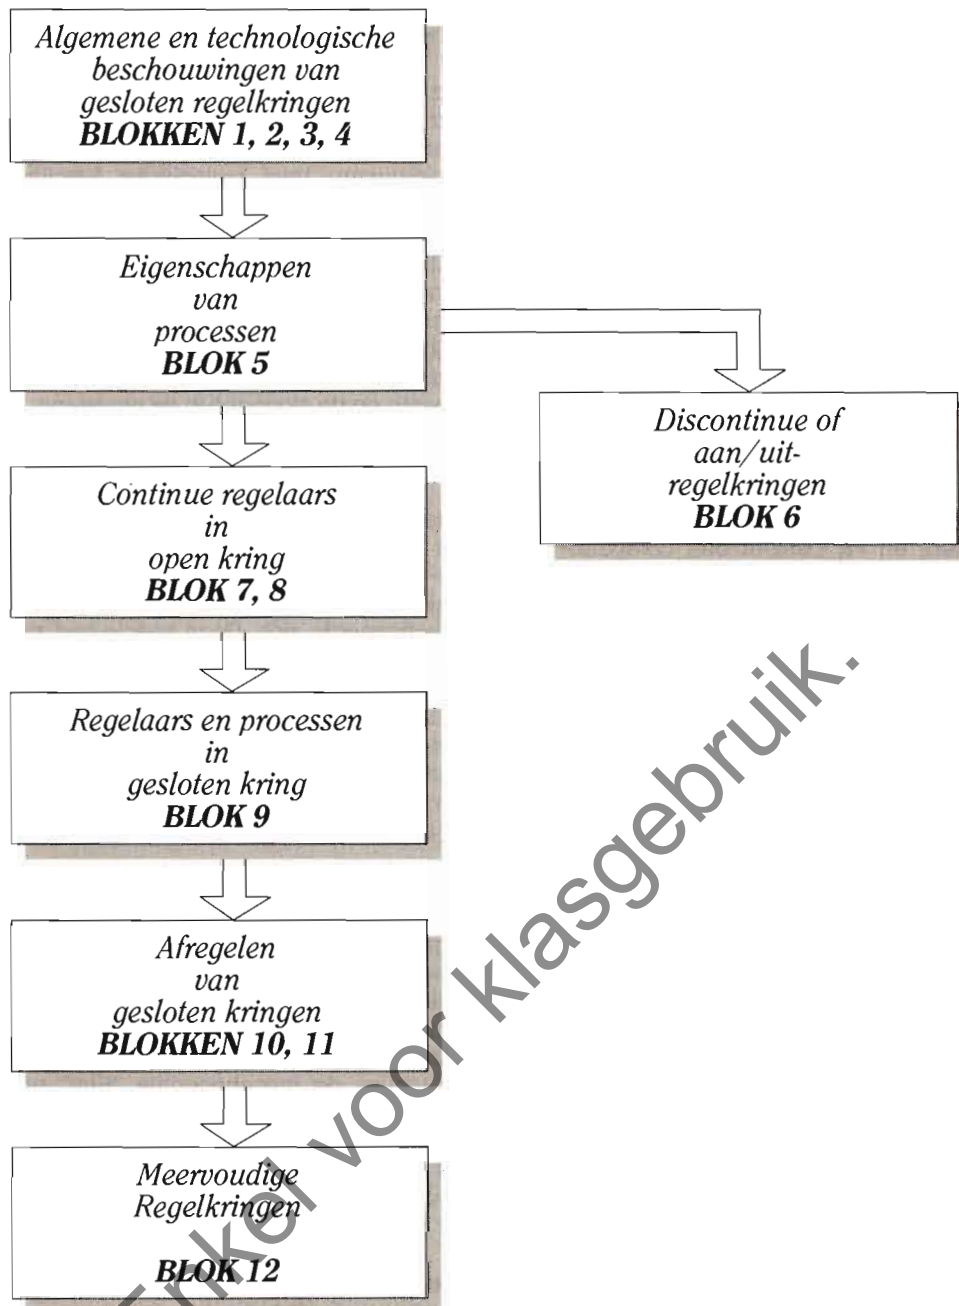 Algemene en technologische
beschouwingen van
gesloten regelkringen
BLOKKEN 1, 2, 3, 4
Eigenschappen
van
processen
BLOK 5
Discontinue of
aan/uit-
regelkringen
BLOK 6
Continue regelaars
in
open kring
BLOK 7, 8
Regelaars en processen
in
gesloten kring
BLOK 9
Afregelen
van
gesloten kringen
BLOKKEN 10, 11
Meervoudige
Regelkringen
BLOK 12
Enkel voor klasgebruik.